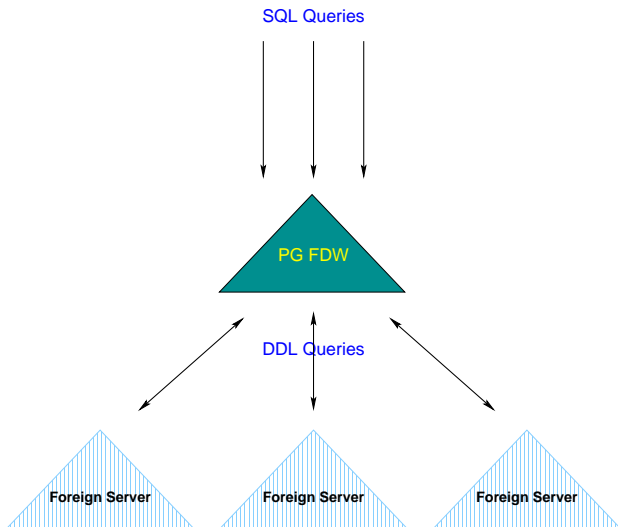 SQL Queries
PG FDW
DDL Queries
Foreign Server
Foreign Server
Foreign Server